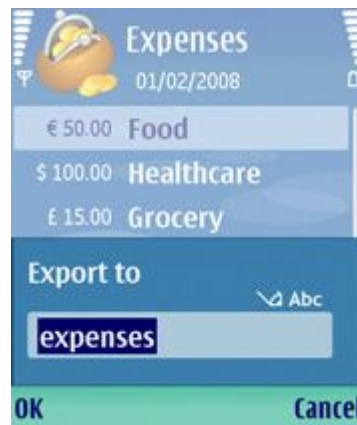 Expenses
01/02/2008
€ 50.00 Food
$ 100.00 Healthcare
£ 15.00 Grocery
Export to
Abc
expenses
OK Cancel